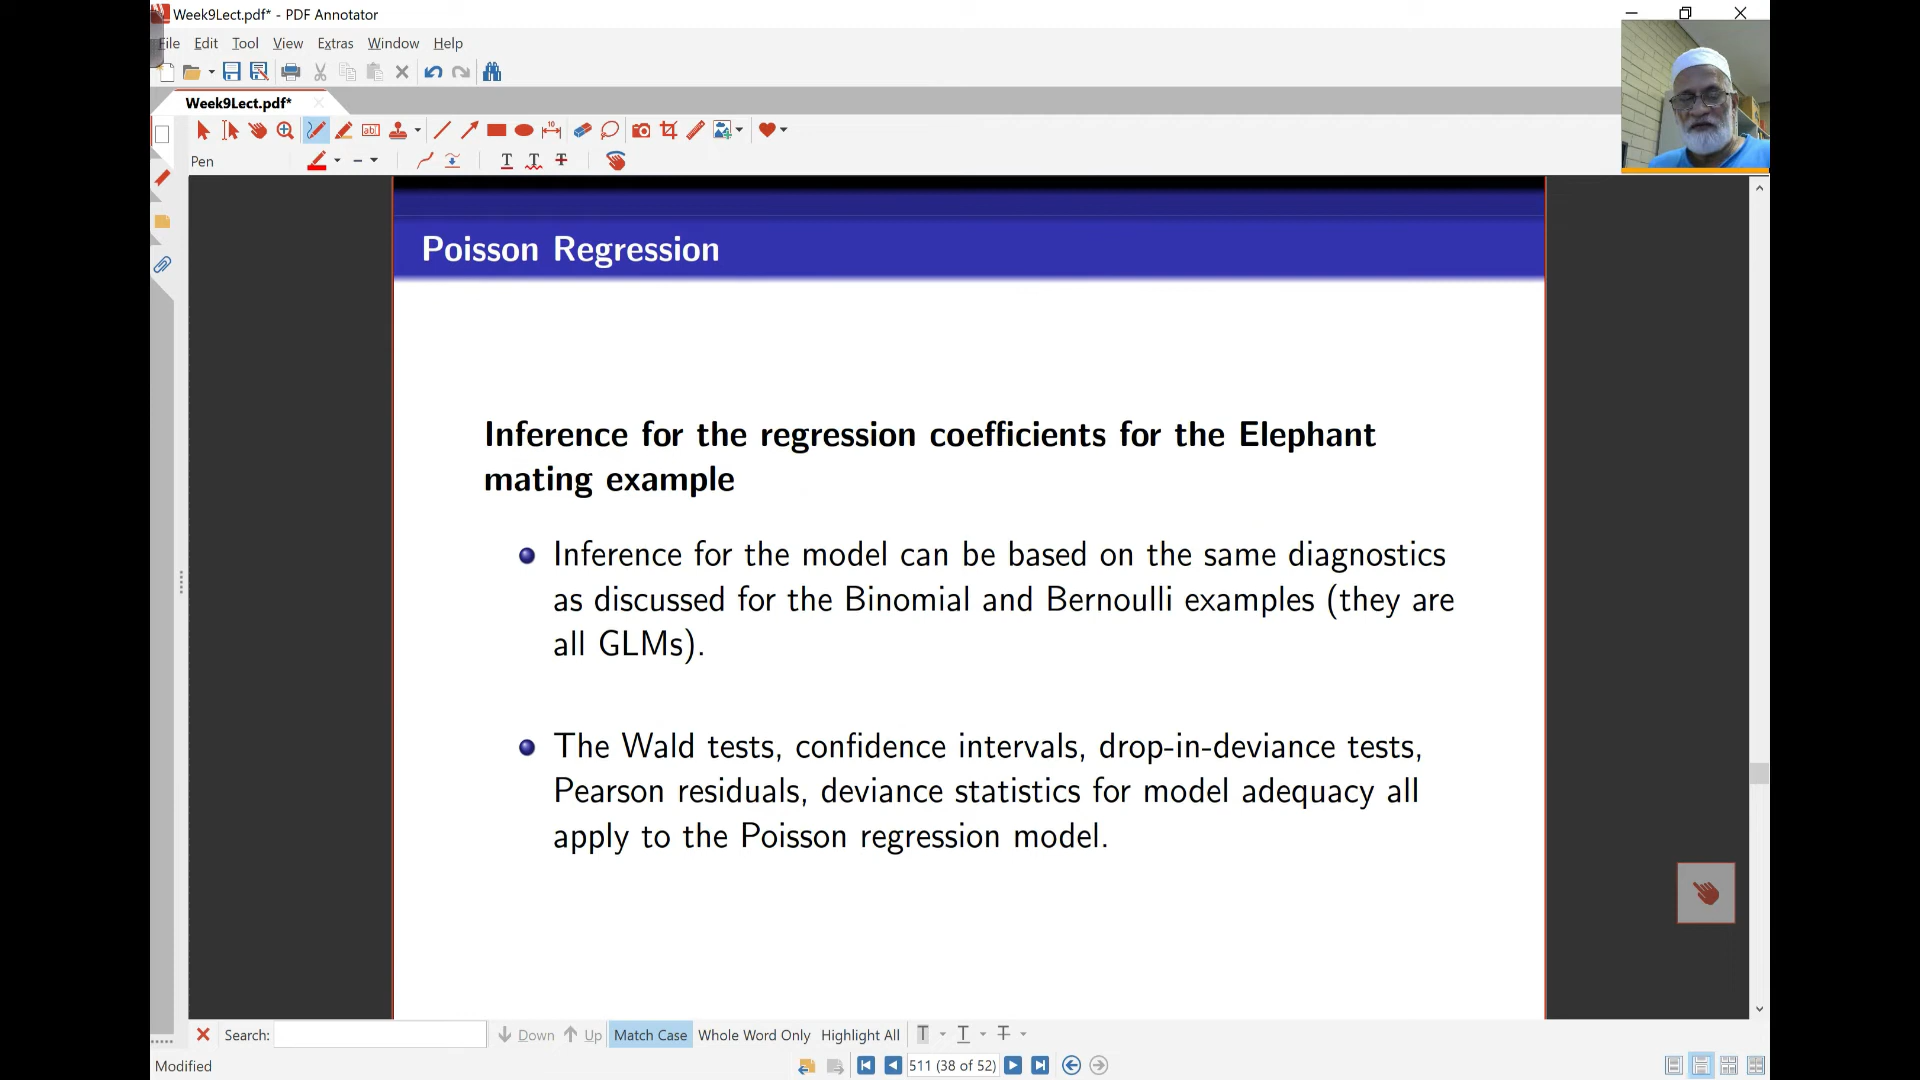 Week9Lect.pdf* - PDF Annotator
File Edit Tool View Extras Window Help
Week9Lect.pdf*
Pen
Poisson Regression
Inference for the regression coefficients for the Elephant
mating example
Inference for the model can be based on the same diagnostics
as discussed for the Binomial and Bernoulli examples (they are
all GLMs).
The Wald tests, confidence intervals, drop-in-deviance tests,
Pearson residuals, deviance statistics for model adequacy all
apply to the Poisson regression model.
Search: Down Up Match Case Whole Word Only Highlight All
Modified 511 (38 of 52)